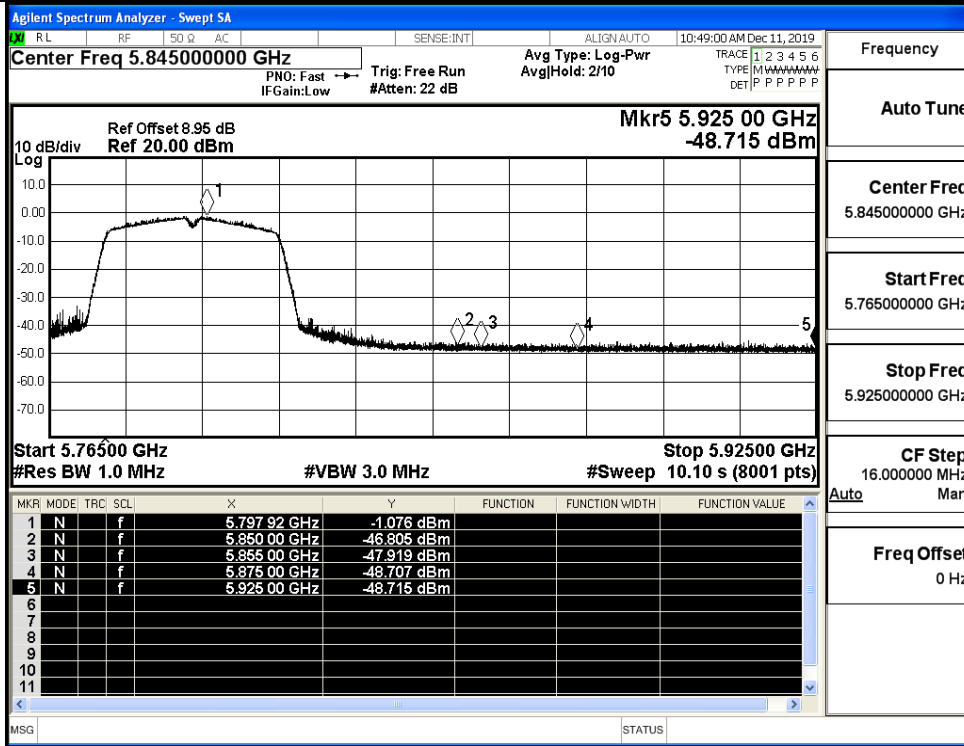 Agilent Spectrum Analyzer - Swept SA
LXI RL RF 50 Ω AC SENSE:INT ALIGN AUTO 10:49:00 AM Dec 11, 2019
Center Freq 5.845000000 GHz
PNO: Fast
IFGain:Low
Trig: Free Run
#Atten: 22 dB
Avg Type: Log-Pwr
Avg|Hold: 2/10
TRACE 1 2 3 4 5 6
TYPE M WWWWW
DET P P P P P P
Mkr5 5.925 00 GHz
-48.715 dBm
Ref Offset 8.95 dB
10 dB/div Ref 20.00 dBm
Log
10.0
0.00
-10.0
-20.0
-30.0
-40.0
-50.0
-60.0
-70.0
1
2
3
4
5
Start 5.76500 GHz Stop 5.92500 GHz
#Res BW 1.0 MHz #VBW 3.0 MHz #Sweep 10.10 s (8001 pts)
MKR MODE TRC SCL X Y FUNCTION FUNCTION WIDTH FUNCTION VALUE
1 N f 5.797 92 GHz -1.076 dBm
2 N f 5.850 00 GHz -46.805 dBm
3 N f 5.855 00 GHz -47.919 dBm
4 N f 5.875 00 GHz -48.707 dBm
5 N f 5.925 00 GHz -48.715 dBm
6
7
8
9
10
11
MSG STATUS
Frequency
Auto Tune
Center Freq
5.845000000 GHz
Start Freq
5.765000000 GHz
Stop Freq
5.925000000 GHz
CF Step
16.000000 MHz
Auto Man
Freq Offset
0 Hz